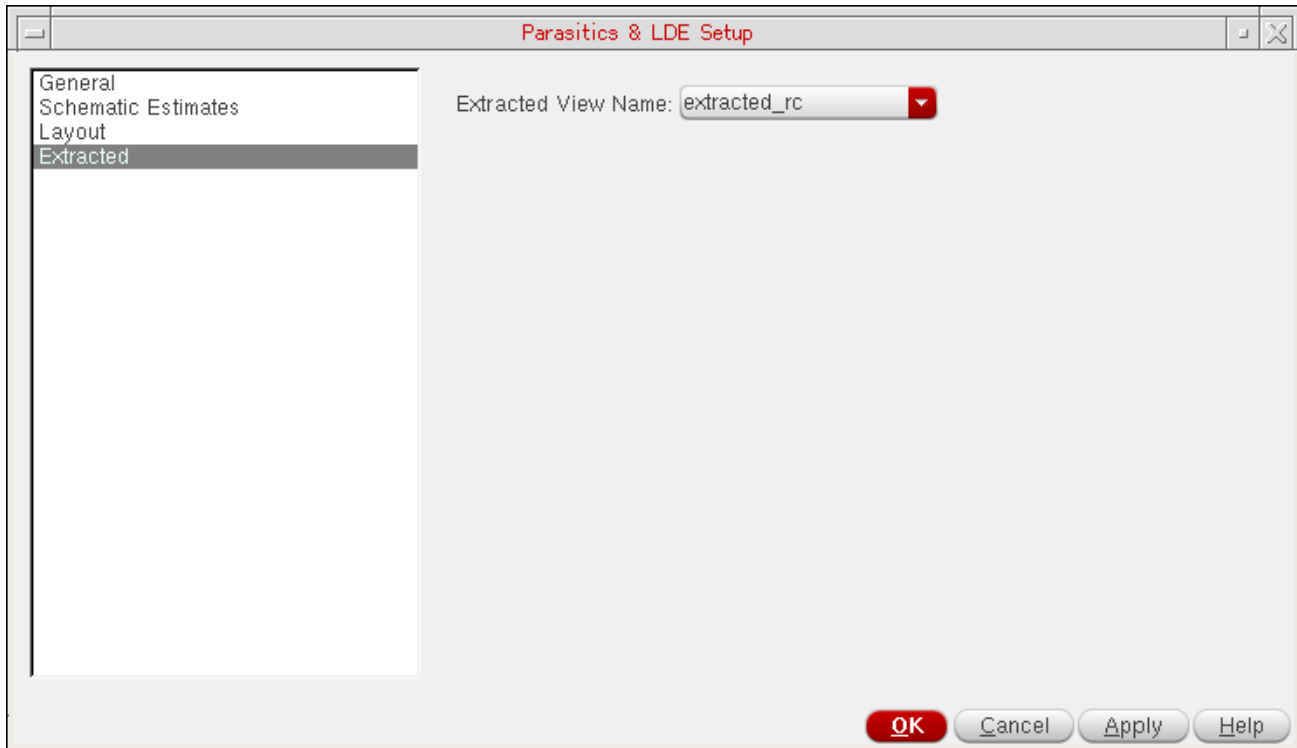 Parasitics & LDE Setup
General
Schematic Estimates
Layout
Extracted
Extracted View Name: extracted_rc
OK Cancel Apply Help